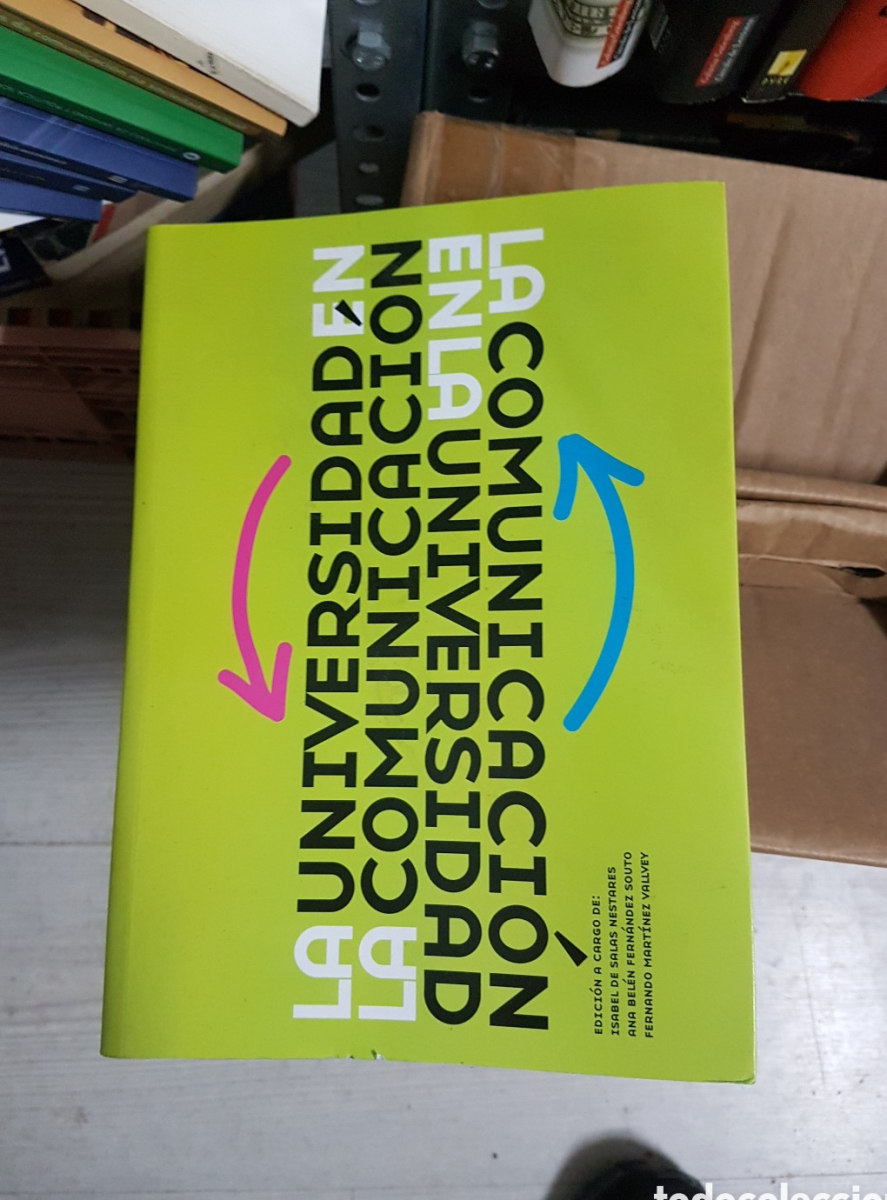 LA UNIVERSIDAD EN
LA COMUNICACIÓN
LA COMUNICACIÓN
EN LA UNIVERSIDAD
EDICIÓN A CARGO DE:
ISABEL DE SALAS NESTARES
ANA BELÉN FERNÁNDEZ SOUTO
FERNANDO MARTÍNEZ VALLVEY